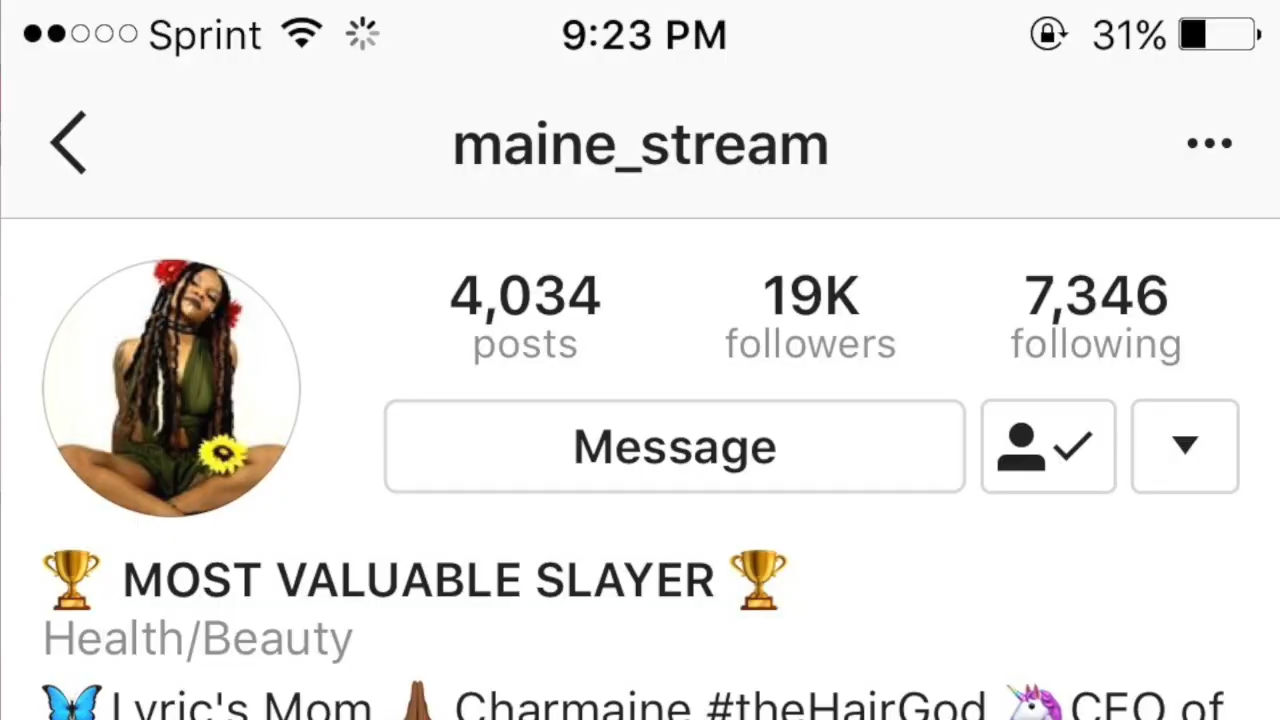 Sprint 9:23 PM 31%
maine_stream
4,034 19K 7,346
posts followers following
Message
🏆 MOST VALUABLE SLAYER 🏆
Health/Beauty
🦋Lyric's Mom 🙏🏾 Charmaine #theHairGod 🦄CEO of